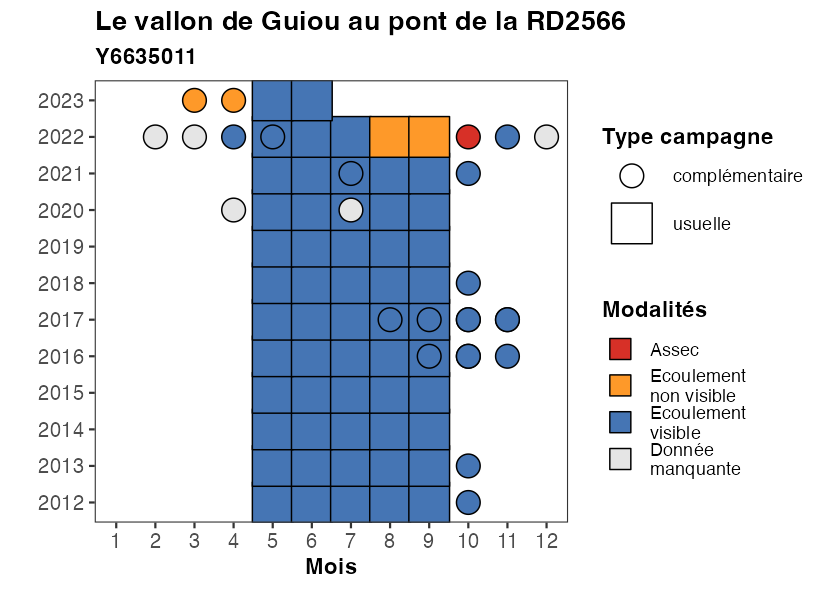 Le vallon de Guiou au pont de la RD2566
Y6635011
2023
2022
2021
2020
2019
2018
2017
2016
2015
2014
2013
2012
1 2 3 4 5 6 7 8 9 10 11 12
Mois
Type campagne
complémentaire
usuelle
Modalités
Assec
Ecoulement
non visible
Ecoulement
visible
Donnée
manquante